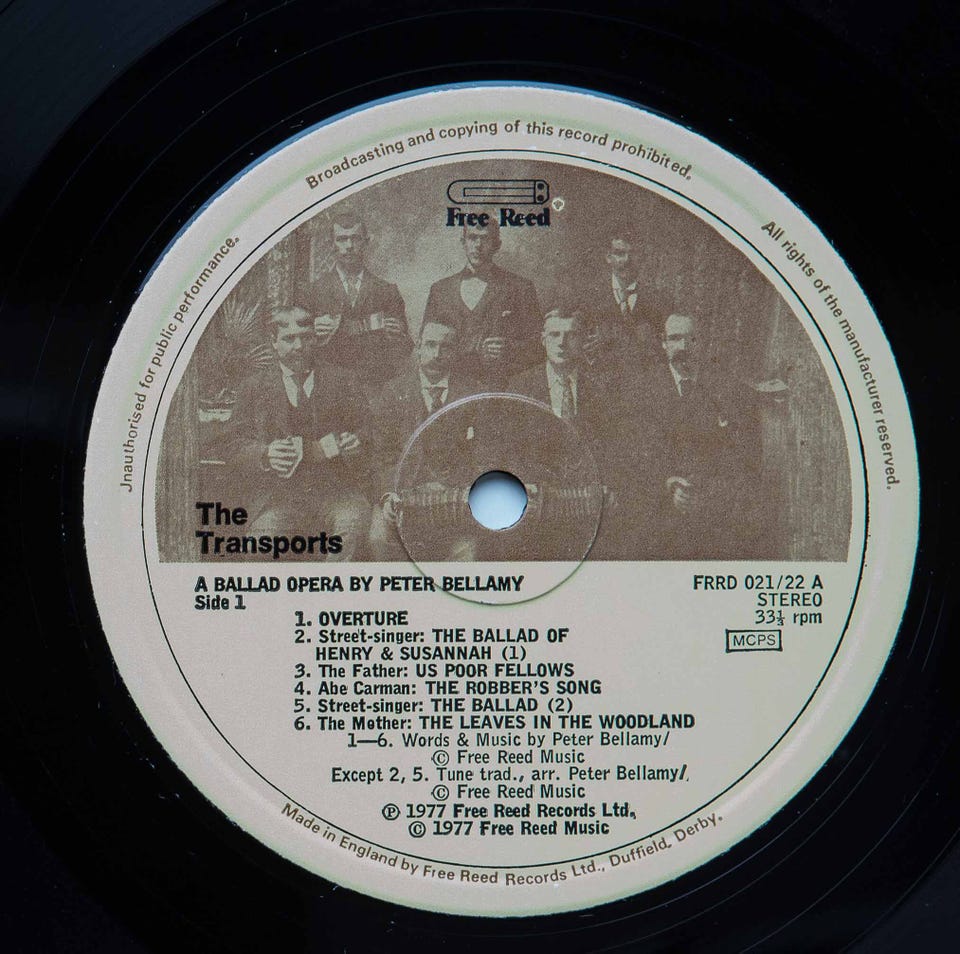 Broadcasting and copying of this record prohibited.
All rights of the manufacturer reserved.
Jnauthorised for public performance.
Free Reed
The
Transports
A BALLAD OPERA BY PETER BELLAMY
Side 1
FRRD 021/22 A
STEREO
33⅓ rpm
MCPS
1. OVERTURE
2. Street-singer: THE BALLAD OF
HENRY & SUSANNAH (1)
3. The Father: US POOR FELLOWS
4. Abe Carman: THE ROBBER'S SONG
5. Street-singer: THE BALLAD (2)
6. The Mother: THE LEAVES IN THE WOODLAND
1—6. Words & Music by Peter Bellamy/
© Free Reed Music
Except 2, 5. Tune trad., arr. Peter Bellamy/.
© Free Reed Music
℗ 1977 Free Reed Records Ltd.
© 1977 Free Reed Music
Made in England by Free Reed Records Ltd., Duffield, Derby.